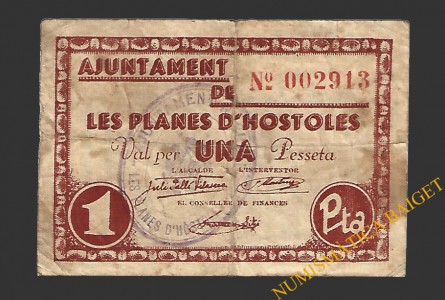 AJUNTAMENT
Nº 002913
DE
LES PLANES D'HOSTOLES
Val per UNA Pesseta
L'ALCALDE L'INTERVENTOR
EL CONSELLER DE FINANCES
1 Pta
NUMISMÀTICA BAIGET